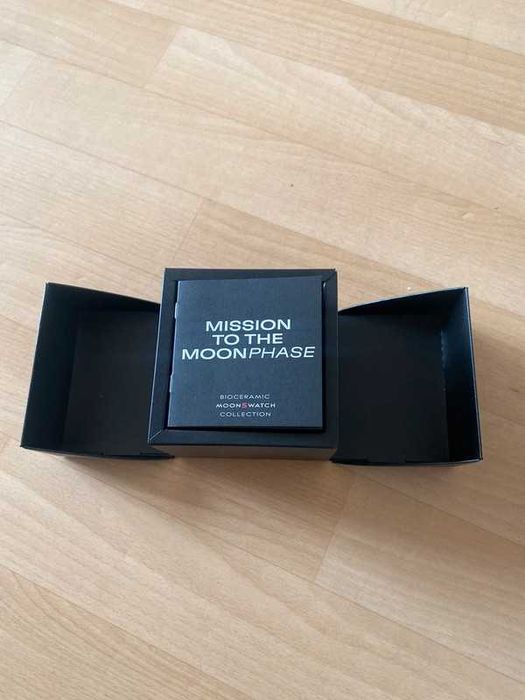 MISSION
TO THE
MOONPHASE
BIOCERAMIC
MOONSWATCH
COLLECTION